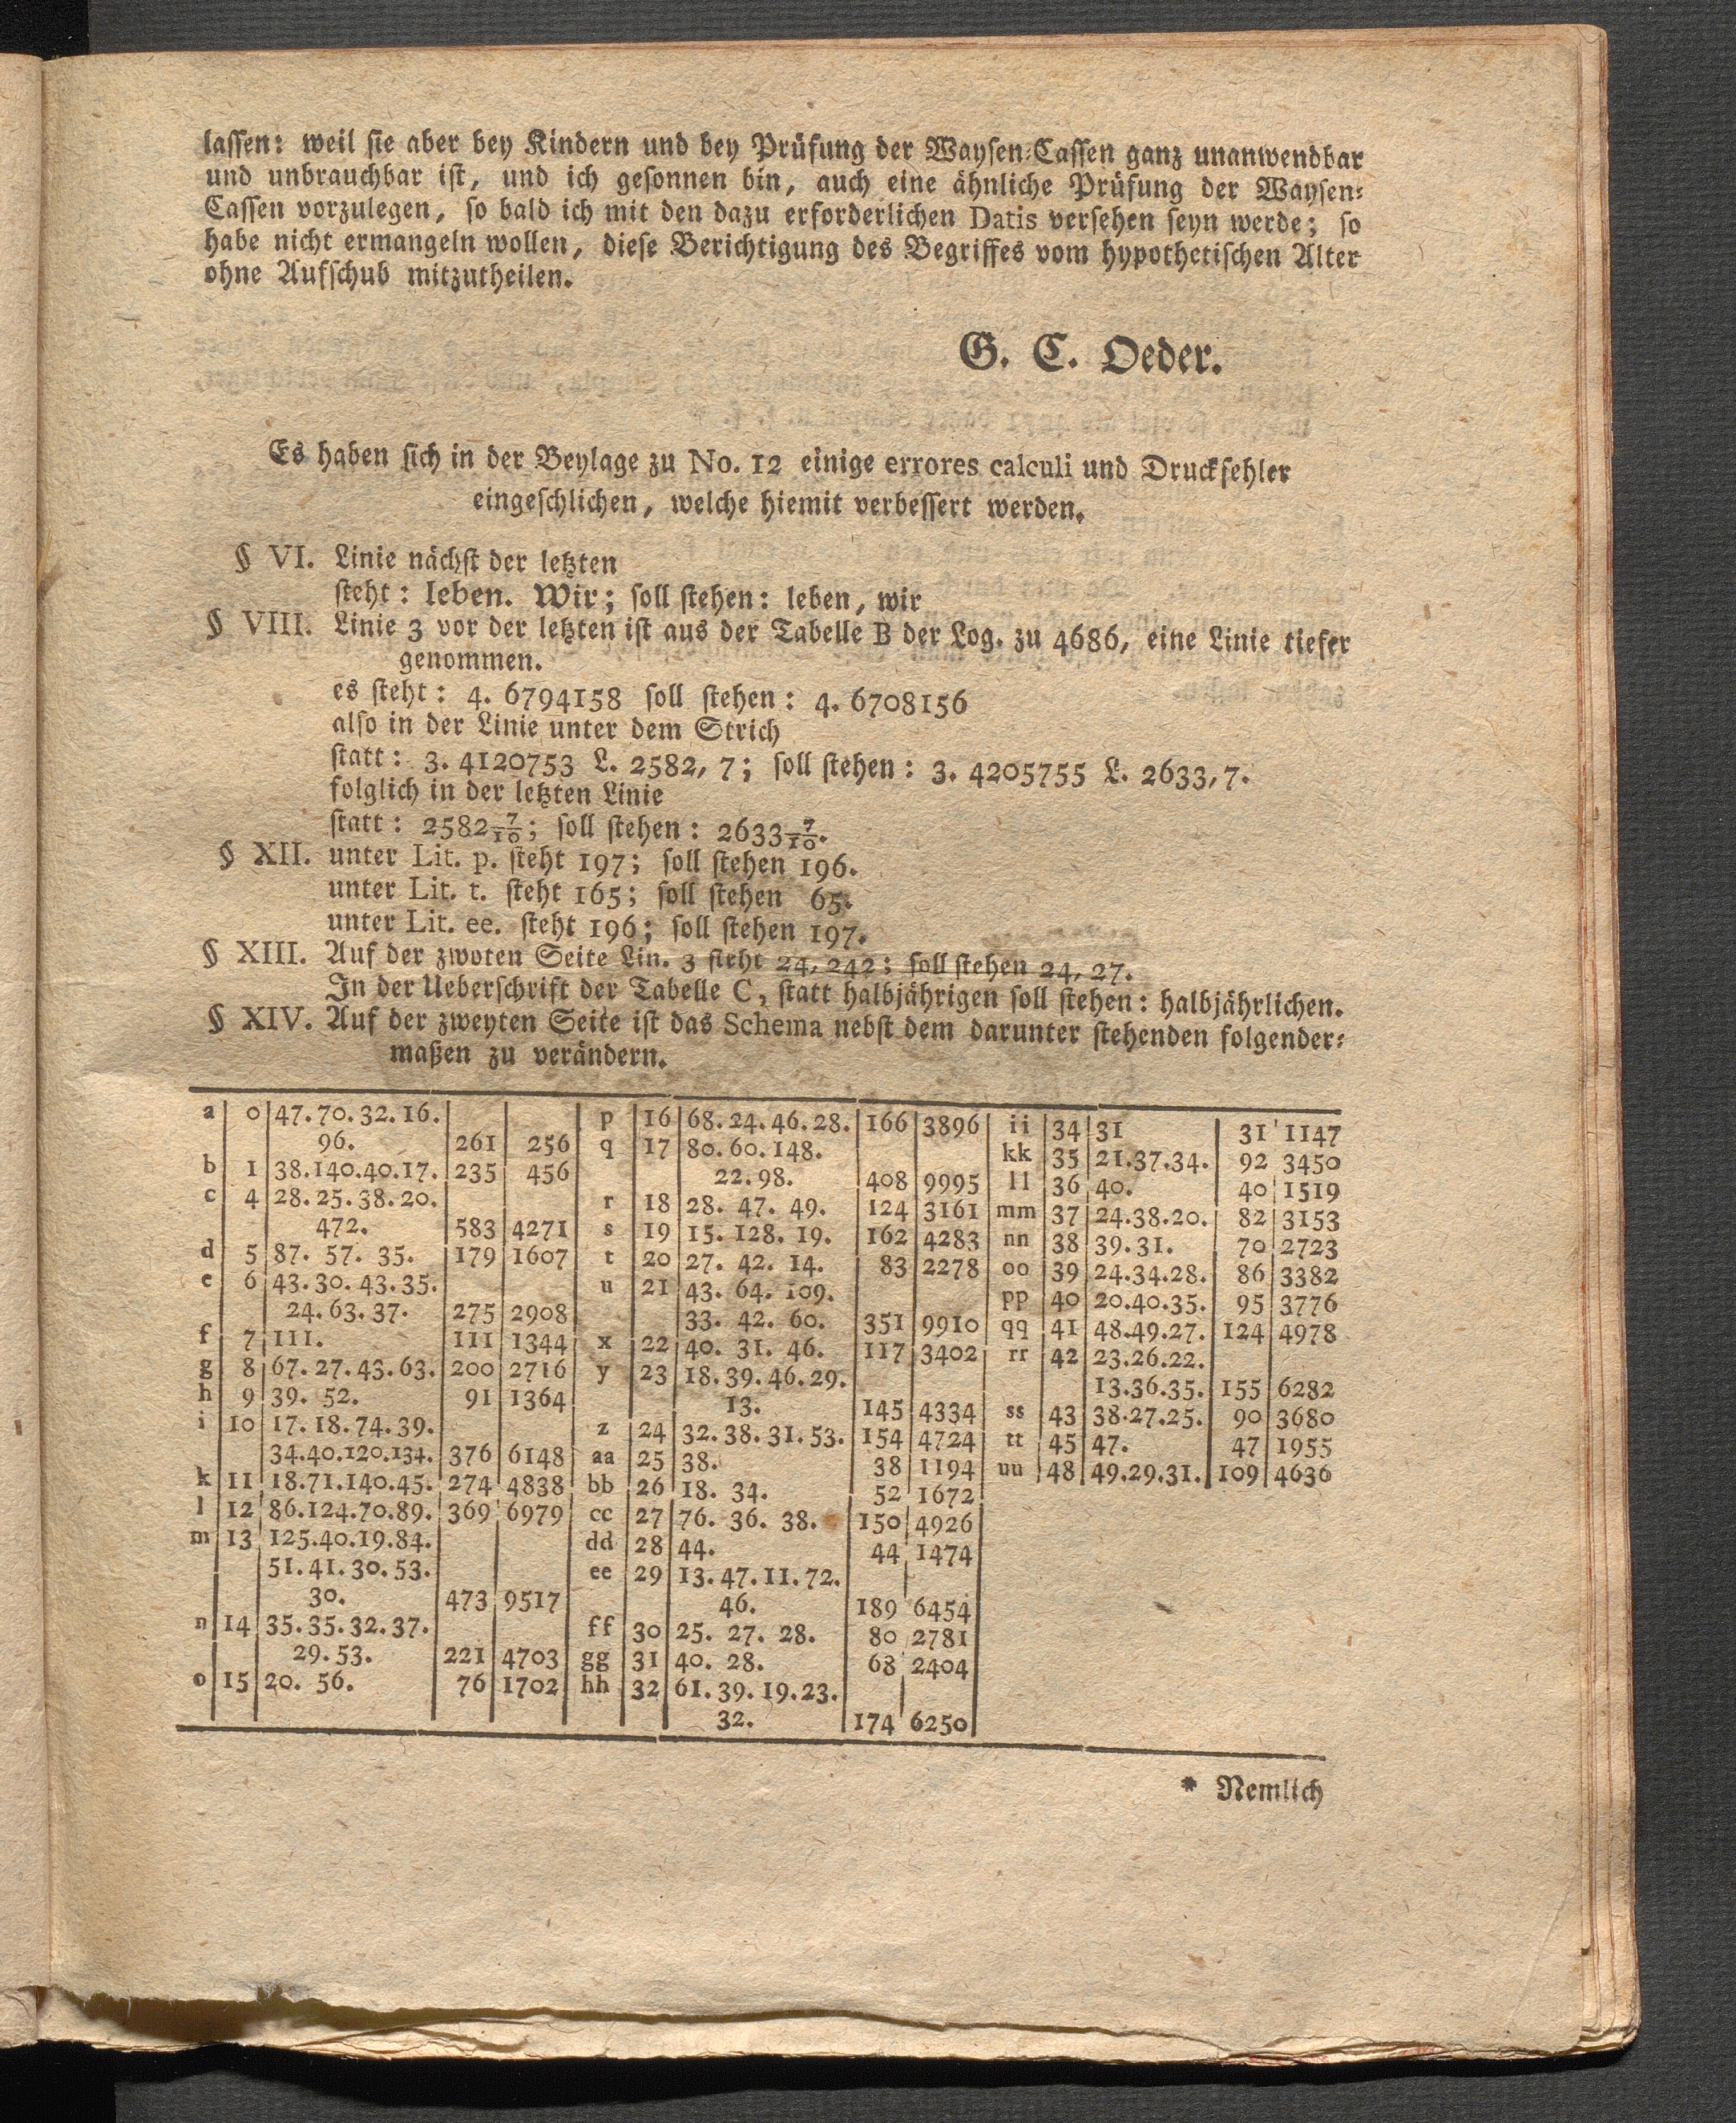 lassen: weil sie aber bey Kindern und bey Prüfung der Waysen-Cassen ganz unanwendbar
und unbrauchbar ist, und ich gesonnen bin, auch eine ähnliche Prüfung der Waysen-
Cassen vorzulegen, so bald ich mit den dazu erforderlichen Datis versehen seyn werde; so
habe nicht ermangeln wollen, diese Berichtigung des Begriffes vom hypothetischen Alter
ohne Aufschub mitzutheilen.
G. C. Oeder.
Es haben sich in der Beylage zu No. 12 einige errores calculi und Druckfehler
eingeschlichen, welche hiemit verbessert werden.
§ VI. Linie nächst der letzten
steht: leben. Wir; soll stehen: leben, wir
§ VIII. Linie 3 vor der letzten ist aus der Tabelle B der Log. zu 4686, eine Linie tiefer
genommen.
es steht: 4. 6794158 soll stehen: 4. 6708156
also in der Linie unter dem Strich
statt: 3. 4120753 L. 2582, 7; soll stehen: 3. 4205755 L. 2633, 7.
folglich in der letzten Linie
statt: 2582 7/10; soll stehen: 2633 7/10.
§ XII. unter Lit. p. steht 197; soll stehen 196.
unter Lit. t. steht 165; soll stehen 65.
unter Lit. ee. steht 196; soll stehen 197.
§ XIII. Auf der zwoten Seite Lin. 3 steht 24, 242; soll stehen 24, 27.
In der Ueberschrift der Tabelle C, statt halbjährigen soll stehen: halbjährlichen.
§ XIV. Auf der zweyten Seite ist das Schema nebst dem darunter stehenden folgender-
maßen zu verändern.
a 0 47. 70. 32. 16.
96. 261 256
b 1 38. 140. 40. 17. 235 456
c 4 28. 25. 38. 20.
472. 583 4271
d 5 87. 57. 35. 179 1607
e 6 43. 30. 43. 35.
24. 63. 37. 275 2908
f 7 111. 111 1344
g 8 67. 27. 43. 63. 200 2716
h 9 39. 52. 91 1364
i 10 17. 18. 74. 39.
34. 40. 120. 134. 376 6148
k 11 18. 71. 140. 45. 274 4838
l 12 86. 124. 70. 89. 369 6979
m 13 125. 40. 19. 84.
51. 41. 30. 53.
30. 473 9517
n 14 35. 35. 32. 37.
29. 53. 221 4703
o 15 20. 56. 76 1702
p 16 68. 24. 46. 28. 166 3896
q 17 80. 60. 148.
22. 98. 408 9995
r 18 28. 47. 49. 124 3161
s 19 15. 128. 19. 162 4283
t 20 27. 42. 14. 83 2278
u 21 43. 64. 109.
33. 42. 60. 351 9910
x 22 40. 31. 46. 117 3402
y 23 18. 39. 46. 29.
13. 145 4334
z 24 32. 38. 31. 53. 154 4724
aa 25 38. 38 1194
bb 26 18. 34. 52 1672
cc 27 76. 36. 38. 150 4926
dd 28 44. 44 1474
ee 29 13. 47. 11. 72.
46. 189 6454
ff 30 25. 27. 28. 80 2781
gg 31 40. 28. 68 2404
hh 32 61. 39. 19. 23.
32. 174 6250
ii 34 31 31 1147
kk 35 21. 37. 34. 92 3450
ll 36 40. 40 1519
mm 37 24. 38. 20. 82 3153
nn 38 39. 31. 70 2723
oo 39 24. 34. 28. 86 3382
pp 40 20. 40. 35. 95 3776
qq 41 48. 49. 27. 124 4978
rr 42 23. 26. 22.
13. 36. 35. 155 6282
ss 43 38. 27. 25. 90 3680
tt 45 47. 47 1955
uu 48 49. 29. 31. 109 4636
* Nemlich